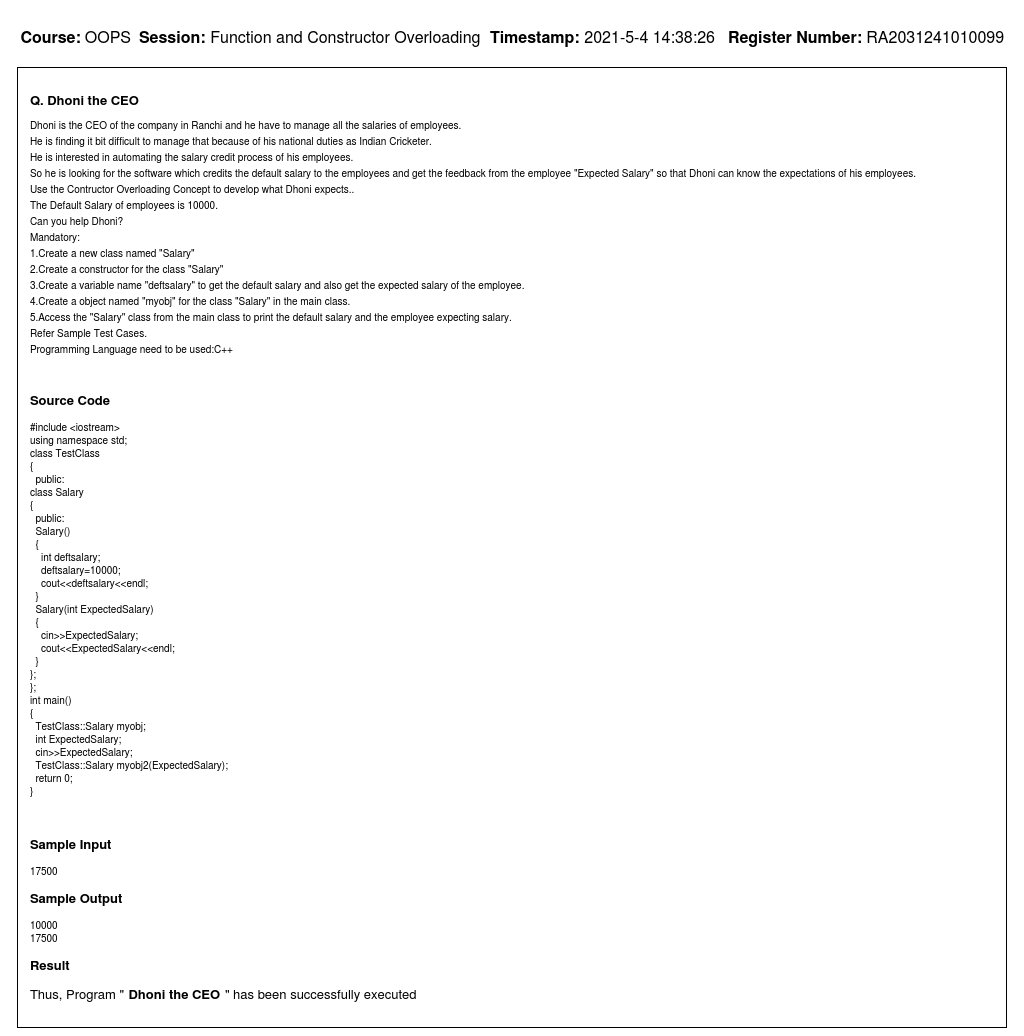 Course: OOPS Session: Function and Constructor Overloading Timestamp: 2021-5-4 14:38:26 Register Number: RA2031241010099
Q. Dhoni the CEO
Dhoni is the CEO of the company in Ranchi and he have to manage all the salaries of employees.
He is finding it bit difficult to manage that because of his national duties as Indian Cricketer.
He is interested in automating the salary credit process of his employees.
So he is looking for the software which credits the default salary to the employees and get the feedback from the employee "Expected Salary" so that Dhoni can know the expectations of his employees.
Use the Contructor Overloading Concept to develop what Dhoni expects..
The Default Salary of employees is 10000.
Can you help Dhoni?
Mandatory:
1.Create a new class named "Salary"
2.Create a constructor for the class "Salary"
3.Create a variable name "deftsalary" to get the default salary and also get the expected salary of the employee.
4.Create a object named "myobj" for the class "Salary" in the main class.
5.Access the "Salary" class from the main class to print the default salary and the employee expecting salary.
Refer Sample Test Cases.
Programming Language need to be used:C++
Source Code
#include <iostream>
using namespace std;
class TestClass
{
public:
class Salary
{
public:
Salary()
{
int deftsalary;
deftsalary=10000;
cout<<deftsalary<<endl;
}
Salary(int ExpectedSalary)
{
cin>>ExpectedSalary;
cout<<ExpectedSalary<<endl;
}
};
};
int main()
{
TestClass::Salary myobj;
int ExpectedSalary;
cin>>ExpectedSalary;
TestClass::Salary myobj2(ExpectedSalary);
return 0;
}
Sample Input
17500
Sample Output
10000
17500
Result
Thus, Program " Dhoni the CEO " has been successfully executed